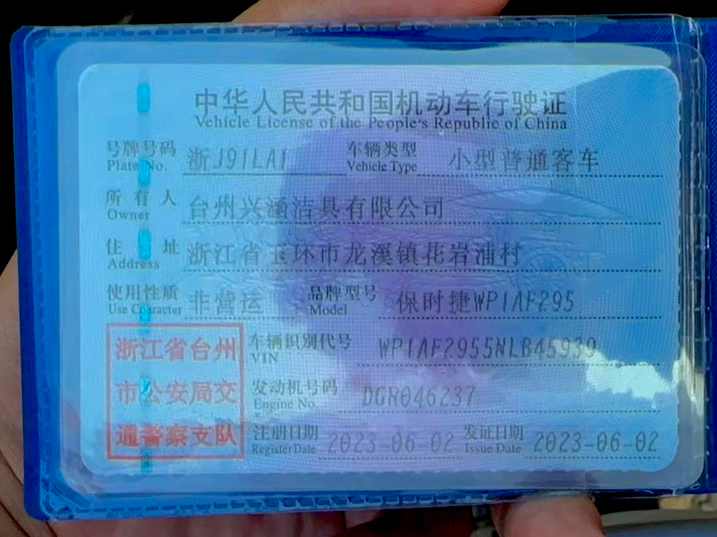 中华人民共和国机动车行驶证
Vehicle License of the People's Republic of China
号牌号码 浙J91LA1 车辆类型 小型普通客车
Plate No. Vehicle Type
所有人 台州兴涵洁具有限公司
Owner
住址 浙江省玉环市龙溪镇花岩浦村
Address
使用性质 非营运 品牌型号 保时捷WP1AF295
Use Character Model
浙江省台州
市公安局交
通警察支队
车辆识别代号 WP1AF2955NLB45939
VIN
发动机号码 DGR046237
Engine No.
注册日期 2023-06-02 发证日期 2023-06-02
Register Date Issue Date